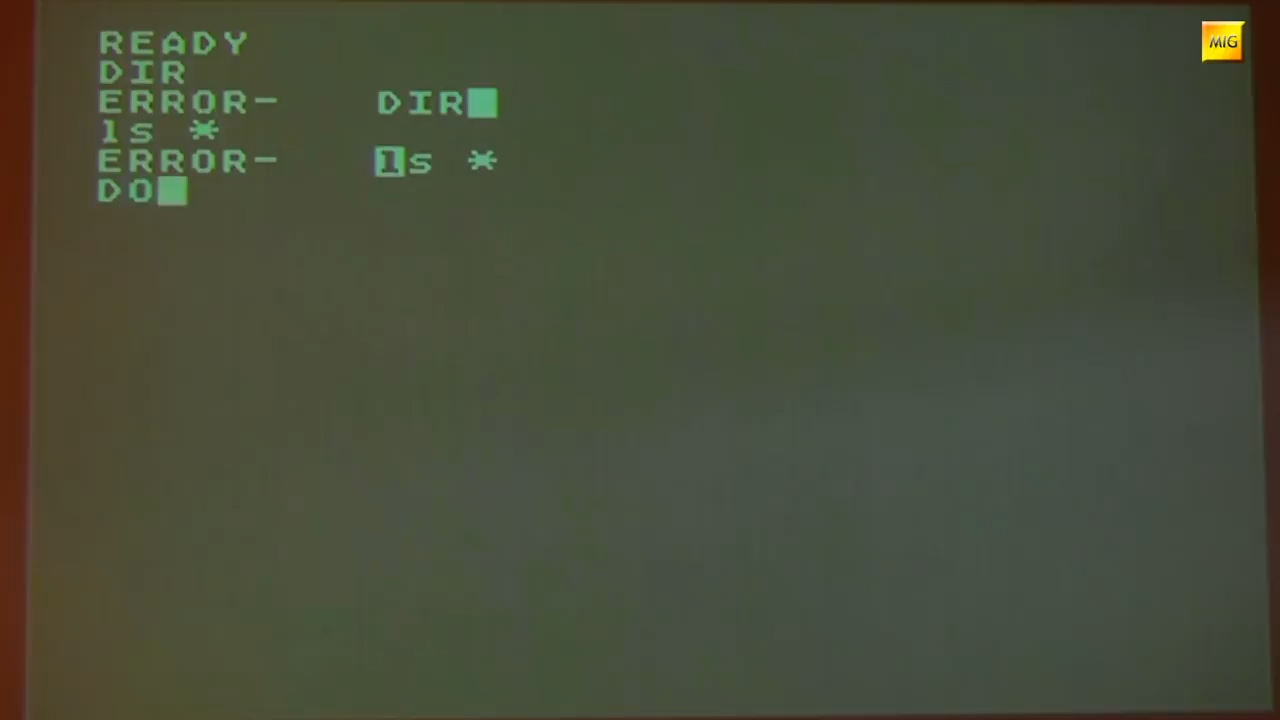 READY
DIR
ERROR-   DIR
ls *
ERROR-   ls *
DO
MiG